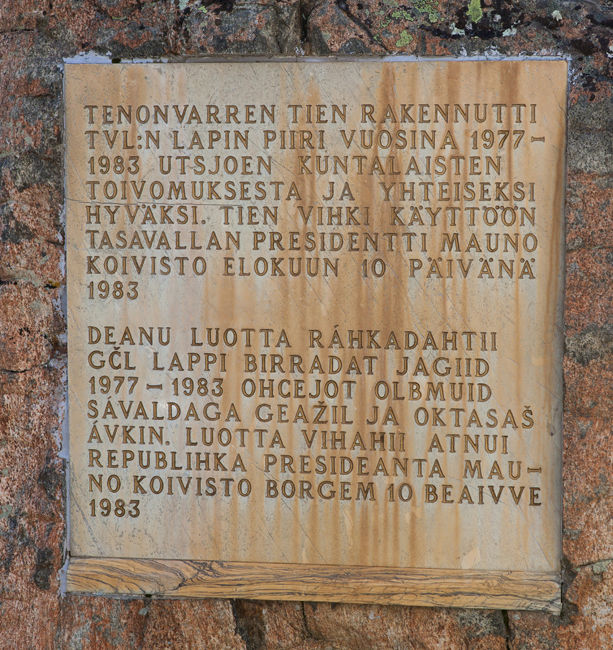 TENONVARREN TIEN RAKENNUTTI
TVL:N LAPIN PIIRI VUOSINA 1977–
1983 UTSJOEN KUNTALAISTEN
TOIVOMUKSESTA JA YHTEISEKSI
HYVÄKSI. TIEN VIHKI KÄYTTÖÖN
TASAVALLAN PRESIDENTTI MAUNO
KOIVISTO ELOKUUN 10 PÄIVÄNÄ
1983
DEANU LUOTTA RÁHKADAHTII
GČL LAPPI BIRRADAT JAGIID
1977–1983 OHCEJOT OLBMUID
SÁVALDAGA GEAŽIL JA OKTASAŠ
ÁVKIN. LUOTTA VIHAHII ATNUI
REPUBLIHKA PRESIDEANTA MAU–
NO KOIVISTO BORGEM 10 BEAIVVE
1983